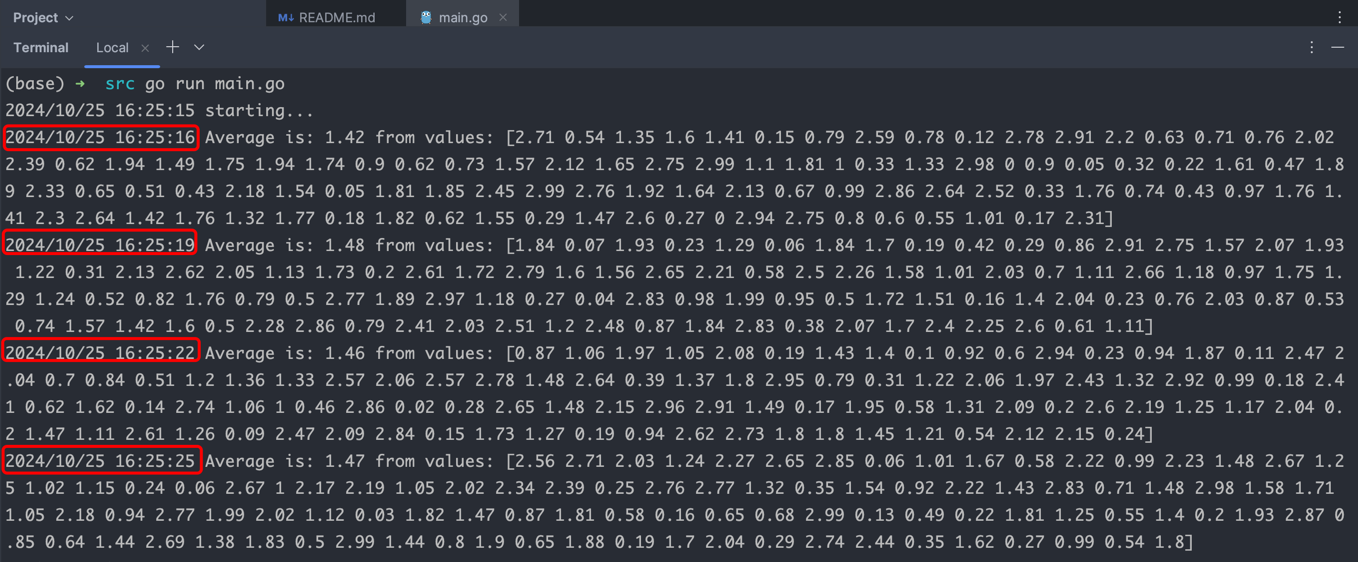 Project
M↓ README.md
main.go
Terminal
Local
(base) → src go run main.go
2024/10/25 16:25:15 starting...
2024/10/25 16:25:16 Average is: 1.42 from values: [2.71 0.54 1.35 1.6 1.41 0.15 0.79 2.59 0.78 0.12 2.78 2.91 2.2 0.63 0.71 0.76 2.02
2.39 0.62 1.94 1.49 1.75 1.94 1.74 0.9 0.62 0.73 1.57 2.12 1.65 2.75 2.99 1.1 1.81 1 0.33 1.33 2.98 0 0.9 0.05 0.32 0.22 1.61 0.47 1.8
9 2.33 0.65 0.51 0.43 2.18 1.54 0.05 1.81 1.85 2.45 2.99 2.76 1.92 1.64 2.13 0.67 0.99 2.86 2.64 2.52 0.33 1.76 0.74 0.43 0.97 1.76 1.
41 2.3 2.64 1.42 1.76 1.32 1.77 0.18 1.82 0.62 1.55 0.29 1.47 2.6 0.27 0 2.94 2.75 0.8 0.6 0.55 1.01 0.17 2.31]
2024/10/25 16:25:19 Average is: 1.48 from values: [1.84 0.07 1.93 0.23 1.29 0.06 1.84 1.7 0.19 0.42 0.29 0.86 2.91 2.75 1.57 2.07 1.93
1.22 0.31 2.13 2.62 2.05 1.13 1.73 0.2 2.61 1.72 2.79 1.6 1.56 2.65 2.21 0.58 2.5 2.26 1.58 1.01 2.03 0.7 1.11 2.66 1.18 0.97 1.75 1.
29 1.24 0.52 0.82 1.76 0.79 0.5 2.77 1.89 2.97 1.18 0.27 0.04 2.83 0.98 1.99 0.95 0.5 1.72 1.51 0.16 1.4 2.04 0.23 0.76 2.03 0.87 0.53
0.74 1.57 1.42 1.6 0.5 2.28 2.86 0.79 2.41 2.03 2.51 1.2 2.48 0.87 1.84 2.83 0.38 2.07 1.7 2.4 2.25 2.6 0.61 1.11]
2024/10/25 16:25:22 Average is: 1.46 from values: [0.87 1.06 1.97 1.05 2.08 0.19 1.43 1.4 0.1 0.92 0.6 2.94 0.23 0.94 1.87 0.11 2.47 2
.04 0.7 0.84 0.51 1.2 1.36 1.33 2.57 2.06 2.57 2.78 1.48 2.64 0.39 1.37 1.8 2.95 0.79 0.31 1.22 2.06 1.97 2.43 1.32 2.92 0.99 0.18 2.4
1 0.62 1.62 0.14 2.74 1.06 1 0.46 2.86 0.02 0.28 2.65 1.48 2.15 2.96 2.91 1.49 0.17 1.95 0.58 1.31 2.09 0.2 2.6 2.19 1.25 1.17 2.04 0.
2 1.47 1.11 2.61 1.26 0.09 2.47 2.09 2.84 0.15 1.73 1.27 0.19 0.94 2.62 2.73 1.8 1.8 1.45 1.21 0.54 2.12 2.15 0.24]
2024/10/25 16:25:25 Average is: 1.47 from values: [2.56 2.71 2.03 1.24 2.27 2.65 2.85 0.06 1.01 1.67 0.58 2.22 0.99 2.23 1.48 2.67 1.2
5 1.02 1.15 0.24 0.06 2.67 1 2.17 2.19 1.05 2.02 2.34 2.39 0.25 2.76 2.77 1.32 0.35 1.54 0.92 2.22 1.43 2.83 0.71 1.48 2.98 1.58 1.71
1.05 2.18 0.94 2.77 1.99 2.02 1.12 0.03 1.82 1.47 0.87 1.81 0.58 0.16 0.65 0.68 2.99 0.13 0.49 0.22 1.81 1.25 0.55 1.4 0.2 1.93 2.87 0
.85 0.64 1.44 2.69 1.38 1.83 0.5 2.99 1.44 0.8 1.9 0.65 1.88 0.19 1.7 2.04 0.29 2.74 2.44 0.35 1.62 0.27 0.99 0.54 1.8]